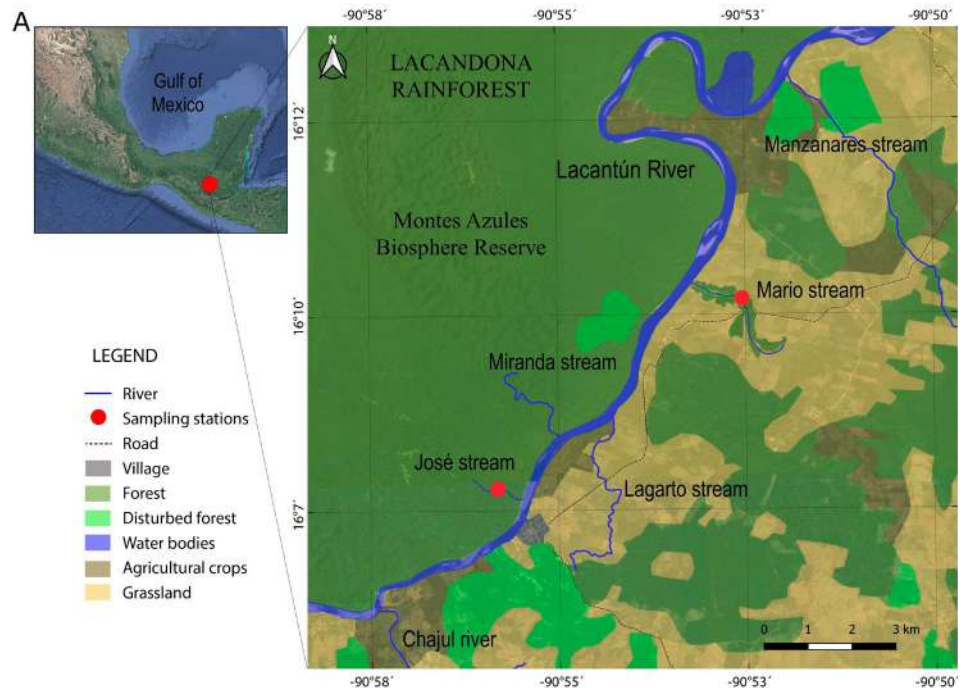 A
Gulf of
Mexico
-90°58´
-90°55´
-90°53´
-90°50´
N
LACANDONA
RAINFOREST
16°12´
Manzanares stream
Lacantún River
Montes Azules
Biosphere Reserve
Mario stream
16°10´
Miranda stream
José stream
Lagarto stream
16°7´
Chajul river
0 1 2 3 km
-90°58´
-90°55´
-90°53´
-90°50´
LEGEND
River
Sampling stations
Road
Village
Forest
Disturbed forest
Water bodies
Agricultural crops
Grassland